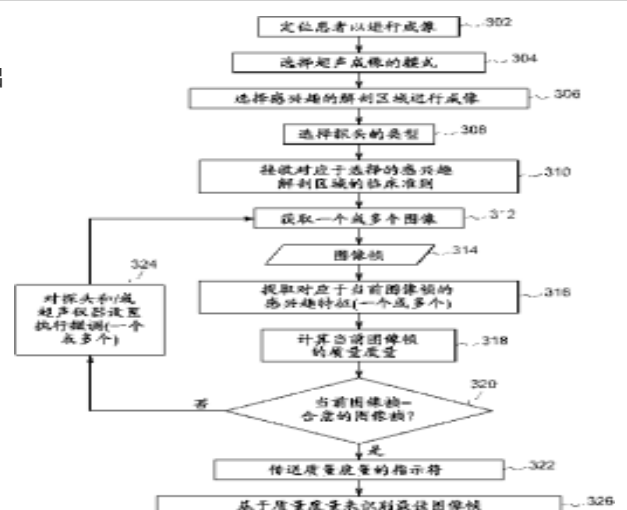 定位患者以进行成像
302
选择超声成像的模式
304
选择感兴趣的解剖区域进行成像
306
选择探头的类型
308
接收对应于选择的感兴趣
解剖区域的临床准则
310
获取一个或多个图像
312
图像帧
314
提取对应于当前图像帧的
感兴趣特征(一个或多个)
316
计算当前图像帧
的质量质量
318
当前图像帧=
合意的图像帧?
320
否
是
324
对探头和/或
超声仪器设置
执行微调(一个
或多个)
传送质量度量的指示符
322
基于质量度量来识别最佳图像帧
326